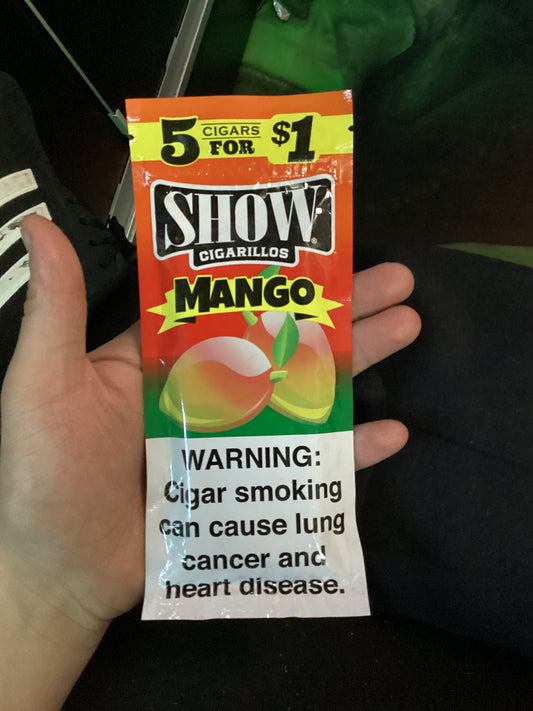 5 CIGARS FOR $1
SHOW®
CIGARILLOS
MANGO
WARNING:
Cigar smoking
can cause lung
cancer and
heart disease.